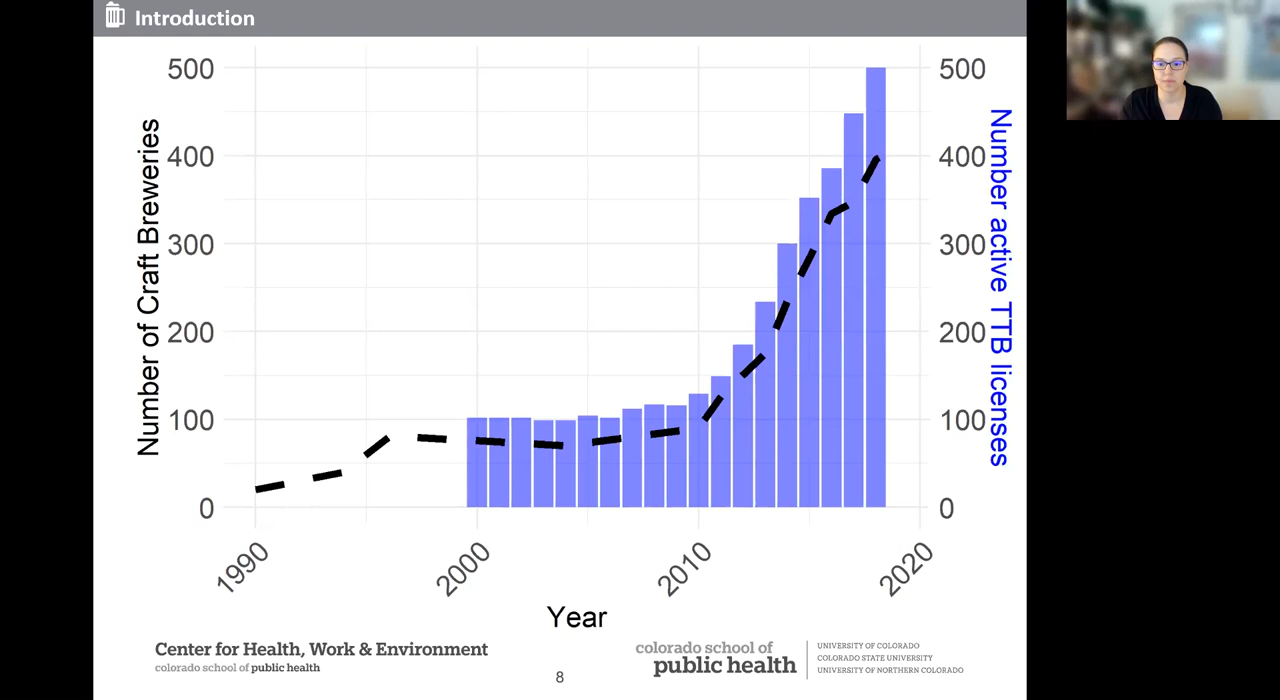 Introduction
500
400
300
200
100
0
Number of Craft Breweries
500
400
300
200
100
0
Number active TTB licenses
1990
2000
2010
2020
Year
Center for Health, Work & Environment
colorado school of public health
8
colorado school of
public health
UNIVERSITY OF COLORADO
COLORADO STATE UNIVERSITY
UNIVERSITY OF NORTHERN COLORADO